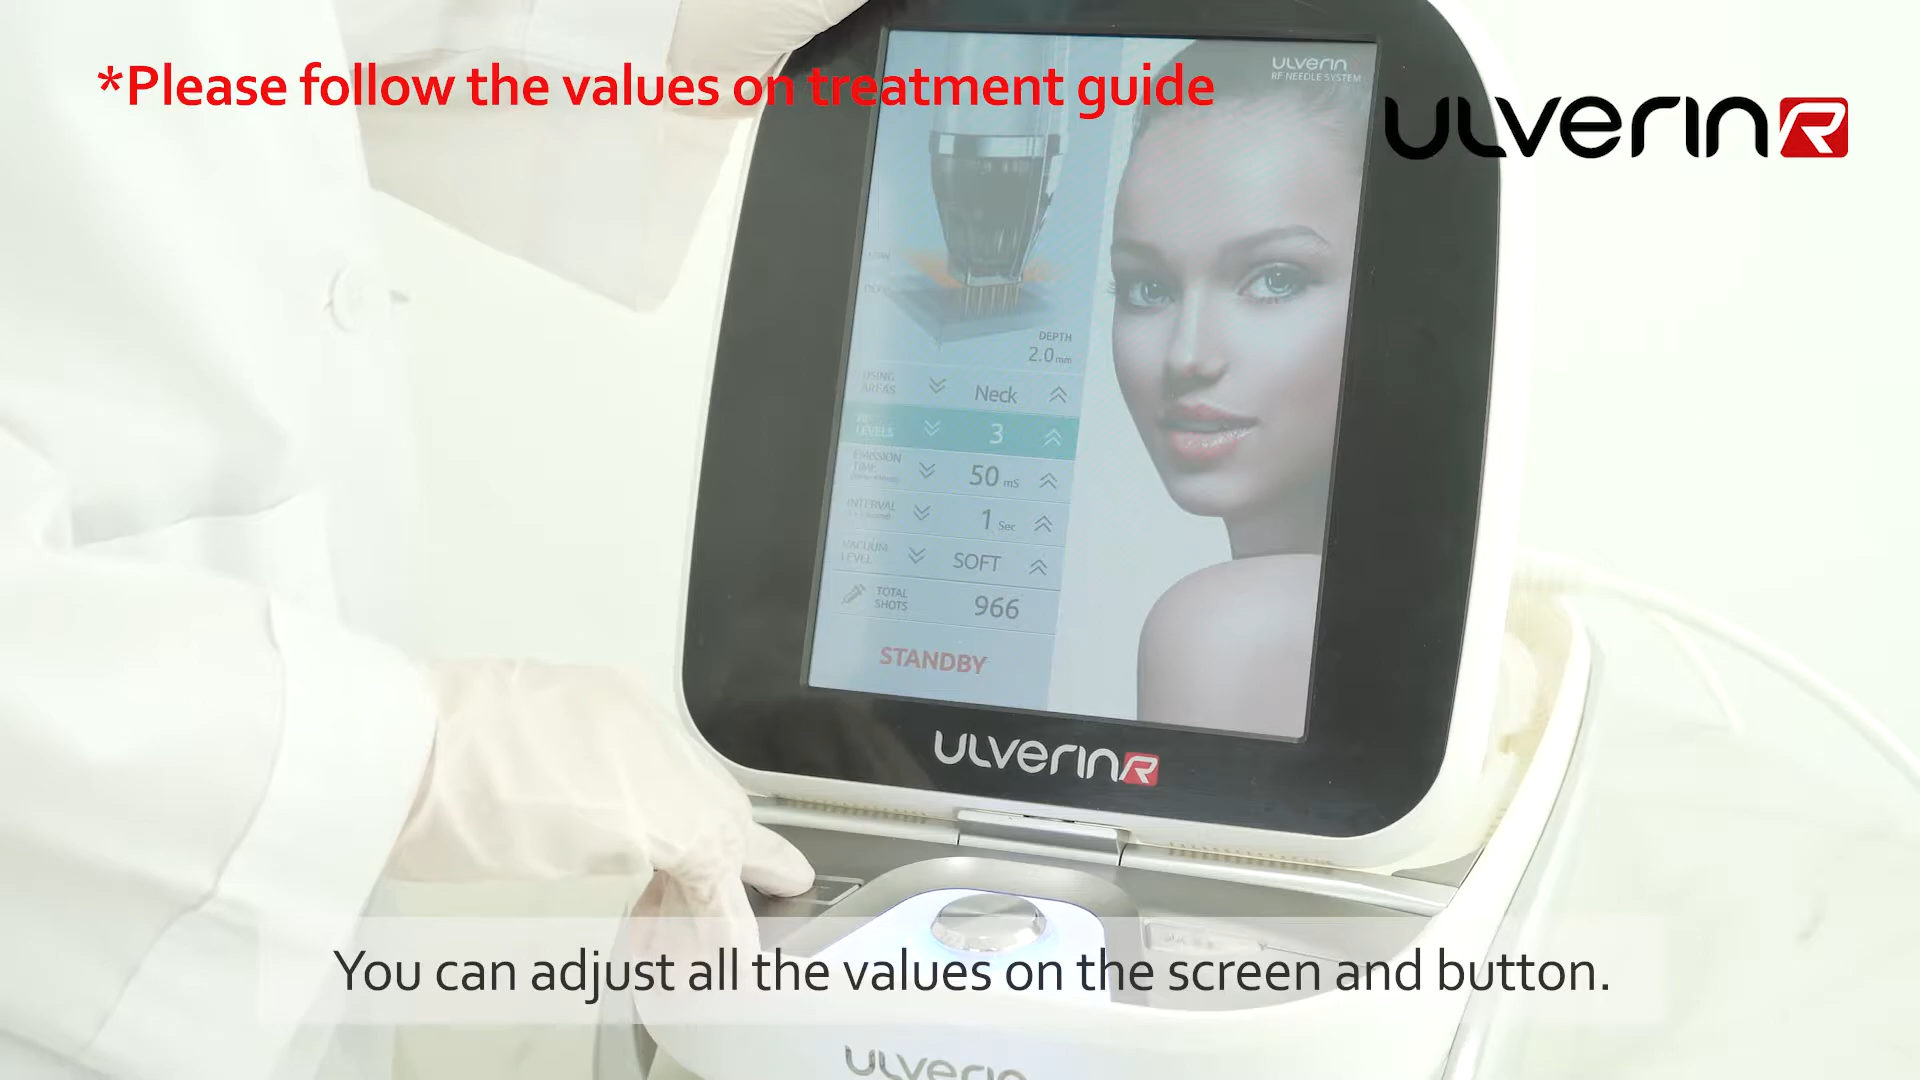 *Please follow the values on treatment guide
ULVERIN R
ULVERIN
RF NEEDLE SYSTEM
DEPTH
2.0 mm
USING AREAS Neck
LEVELS 3
EMISSION TIME 50 mS
INTERVAL 1 Sec
VACUUM LEVEL SOFT
TOTAL SHOTS 966
STANDBY
ULVERIN R
You can adjust all the values on the screen and button.
ULVERIN